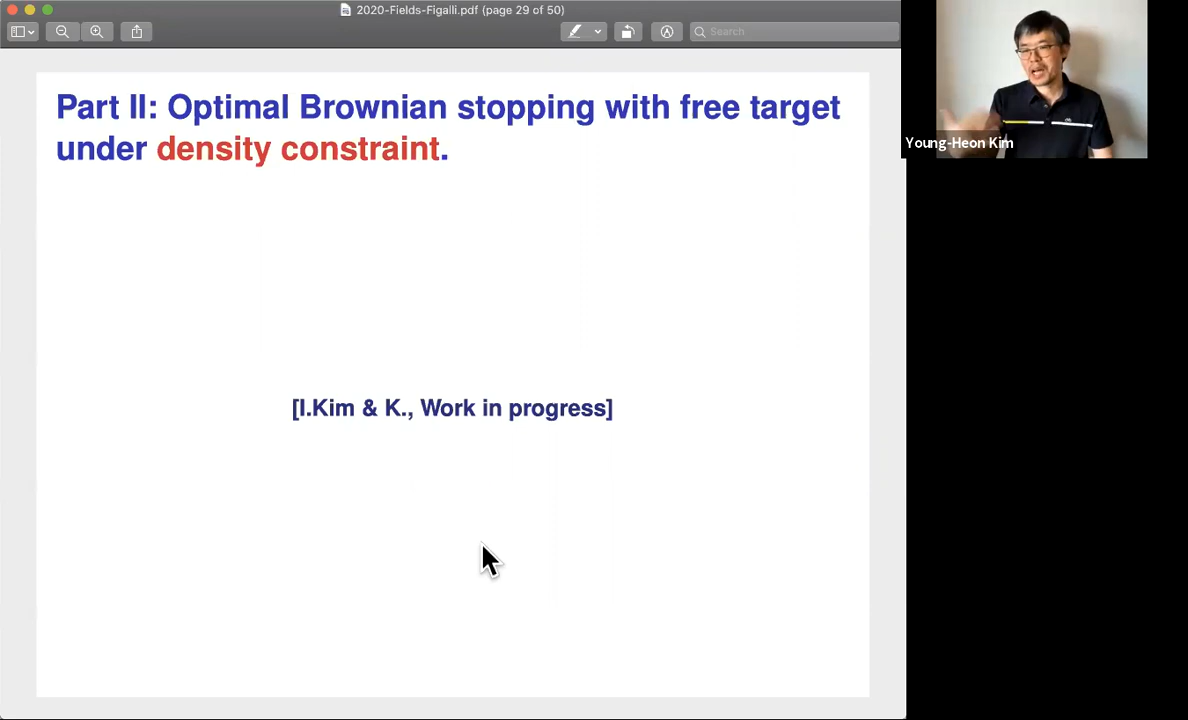 2020-Fields-Figalli.pdf (page 29 of 50)
Search
Part II: Optimal Brownian stopping with free target
under density constraint.
[I.Kim & K., Work in progress]
Young-Heon Kim